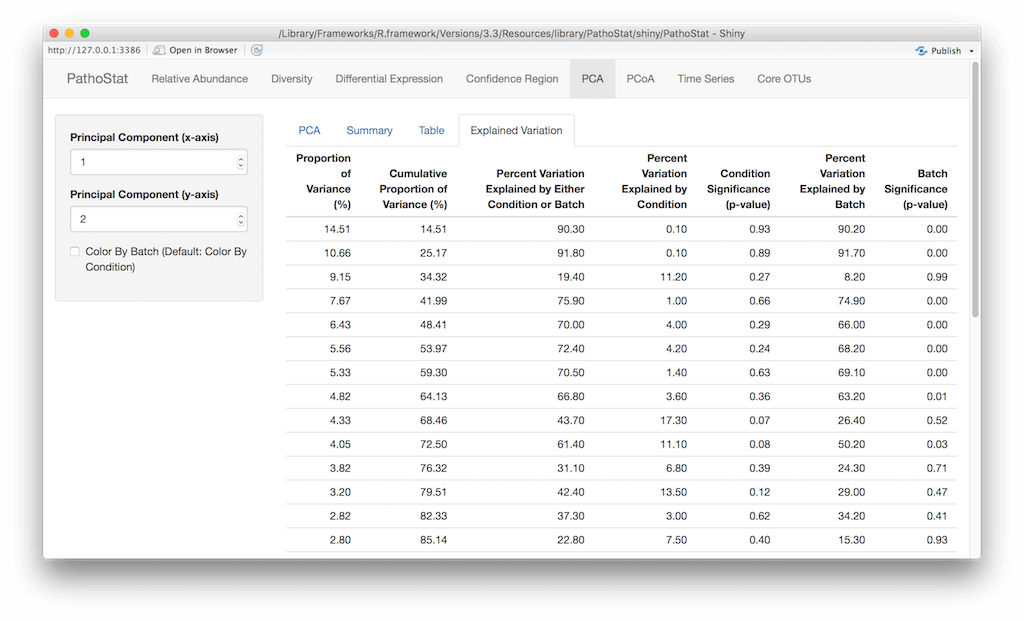 /Library/Frameworks/R.framework/Versions/3.3/Resources/library/PathoStat/shiny/PathoStat - Shiny
http://127.0.0.1:3386 Open in Browser Publish
PathoStat Relative Abundance Diversity Differential Expression Confidence Region PCA PCoA Time Series Core OTUs
Principal Component (x-axis)
1
Principal Component (y-axis)
2
Color By Batch (Default: Color By
Condition)
PCA Summary Table Explained Variation
Proportion Percent Percent
of Cumulative Percent Variation Variation Condition Variation Batch
Variance Proportion of Explained by Either Explained by Significance Explained by Significance
(%) Variance (%) Condition or Batch Condition (p-value) Batch (p-value)
14.51 14.51 90.30 0.10 0.93 90.20 0.00
10.66 25.17 91.80 0.10 0.89 91.70 0.00
9.15 34.32 19.40 11.20 0.27 8.20 0.99
7.67 41.99 75.90 1.00 0.66 74.90 0.00
6.43 48.41 70.00 4.00 0.29 66.00 0.00
5.56 53.97 72.40 4.20 0.24 68.20 0.00
5.33 59.30 70.50 1.40 0.63 69.10 0.00
4.82 64.13 66.80 3.60 0.36 63.20 0.01
4.33 68.46 43.70 17.30 0.07 26.40 0.52
4.05 72.50 61.40 11.10 0.08 50.20 0.03
3.82 76.32 31.10 6.80 0.39 24.30 0.71
3.20 79.51 42.40 13.50 0.12 29.00 0.47
2.82 82.33 37.30 3.00 0.62 34.20 0.41
2.80 85.14 22.80 7.50 0.40 15.30 0.93